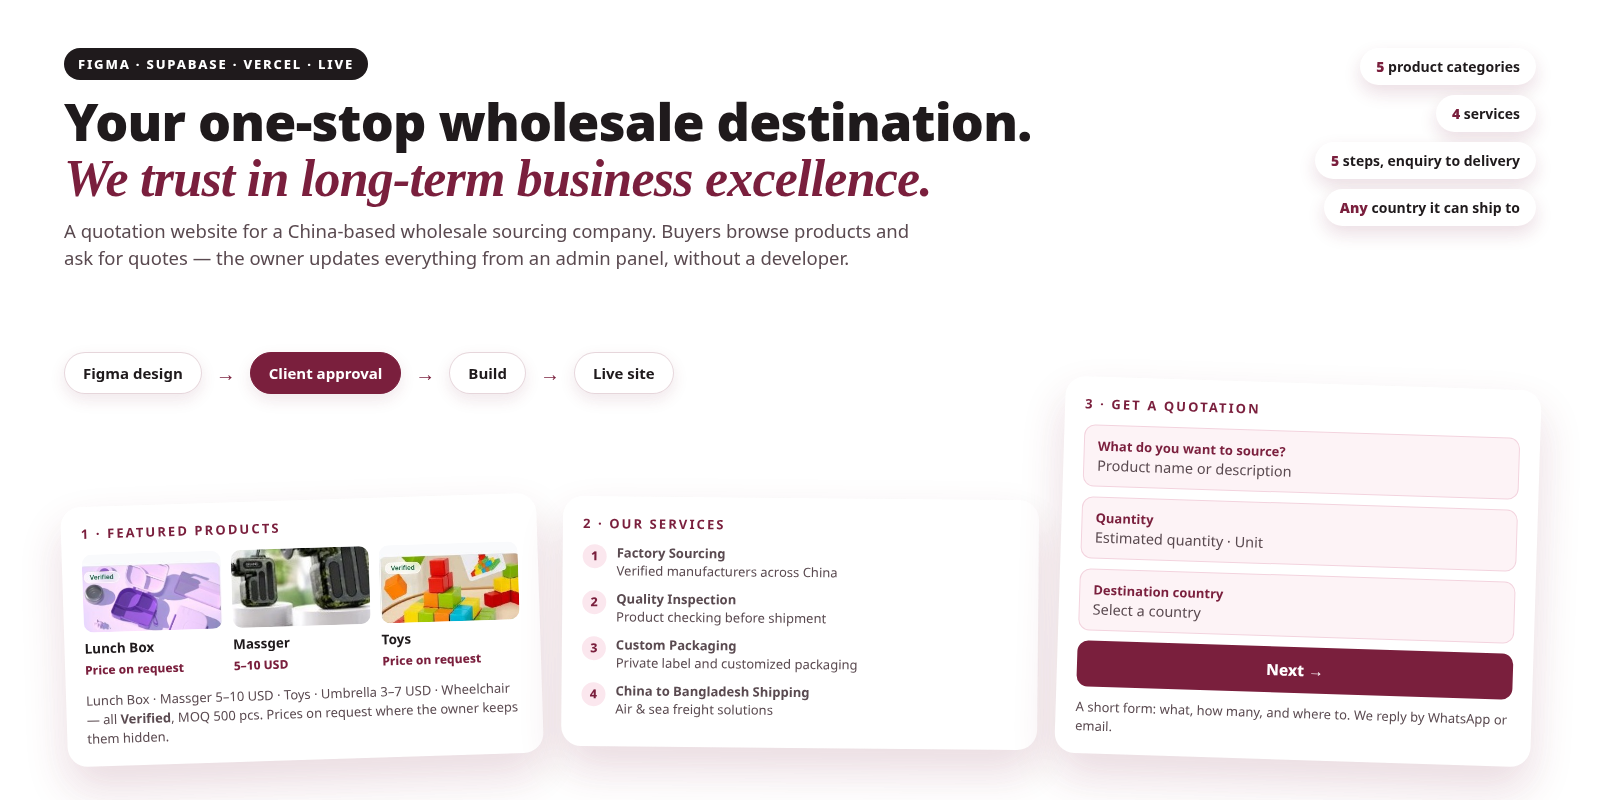 FIGMA · SUPABASE · VERCEL · LIVE
Your one-stop wholesale destination.
We trust in long-term business excellence.
A quotation website for a China-based wholesale sourcing company. Buyers browse products and
ask for quotes — the owner updates everything from an admin panel, without a developer.
5 product categories
4 services
5 steps, enquiry to delivery
Any country it can ship to
Figma design → Client approval → Build → Live site
1 · FEATURED PRODUCTS
Verified
Verified
Lunch Box
Price on request
Massger
5–10 USD
Toys
Price on request
Lunch Box · Massger 5–10 USD · Toys · Umbrella 3–7 USD · Wheelchair
— all Verified, MOQ 500 pcs. Prices on request where the owner keeps
them hidden.
2 · OUR SERVICES
1 Factory Sourcing
Verified manufacturers across China
2 Quality Inspection
Product checking before shipment
3 Custom Packaging
Private label and customized packaging
4 China to Bangladesh Shipping
Air & sea freight solutions
3 · GET A QUOTATION
What do you want to source?
Product name or description
Quantity
Estimated quantity · Unit
Destination country
Select a country
Next →
A short form: what, how many, and where to. We reply by WhatsApp or
email.